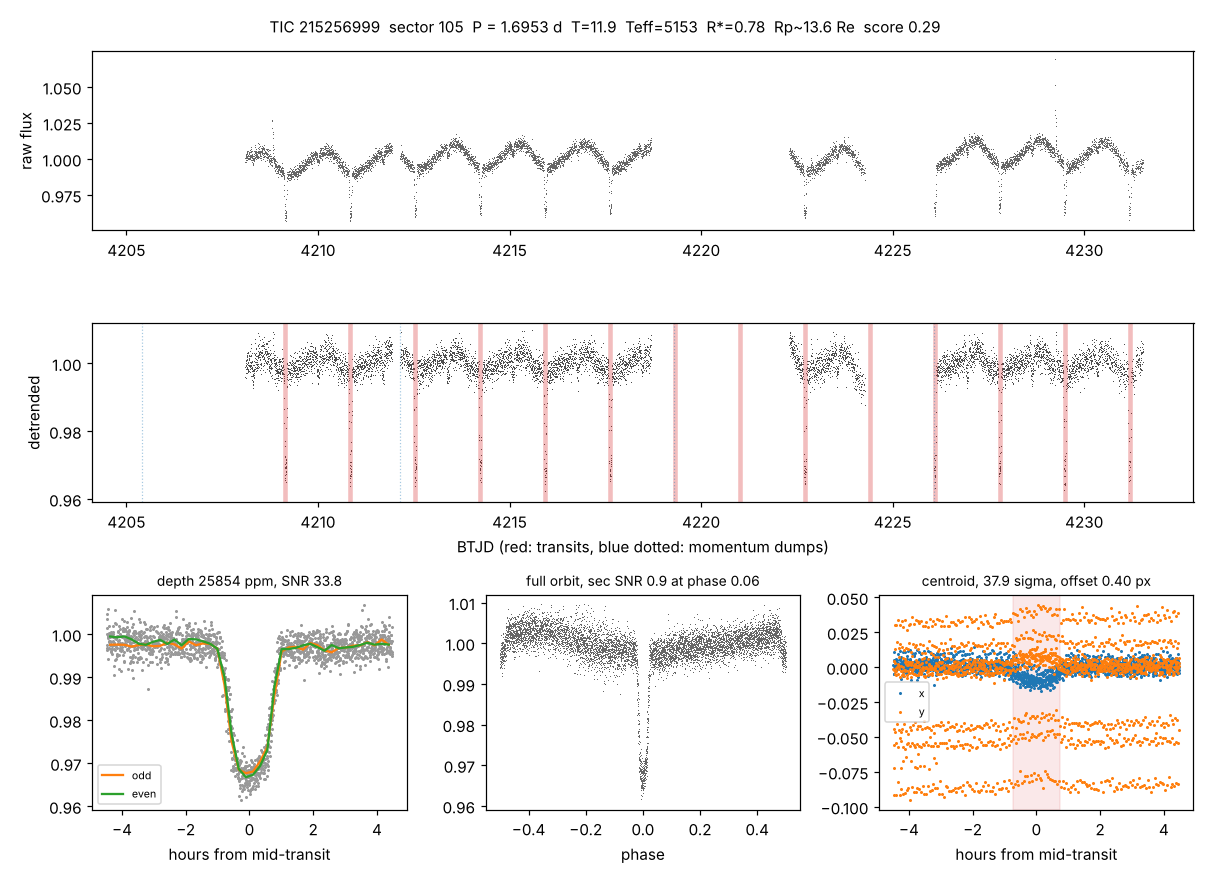 TIC 215256999 sector 105 P = 1.6953 d T=11.9 Teff=5153 R*=0.78 Rp~13.6 Re score 0.29
raw flux
1.050
1.025
1.000
0.975
4205 4210 4215 4220 4225 4230
detrended
1.00
0.98
0.96
4205 4210 4215 4220 4225 4230
BTJD (red: transits, blue dotted: momentum dumps)
depth 25854 ppm, SNR 33.8
1.00
0.99
0.98
0.97
0.96
odd
even
−4 −2 0 2 4
hours from mid-transit
full orbit, sec SNR 0.9 at phase 0.06
1.01
1.00
0.99
0.98
0.97
0.96
−0.4 −0.2 0.0 0.2 0.4
phase
centroid, 37.9 sigma, offset 0.40 px
0.050
0.025
0.000
−0.025
−0.050
−0.075
−0.100
x
y
−4 −2 0 2 4
hours from mid-transit